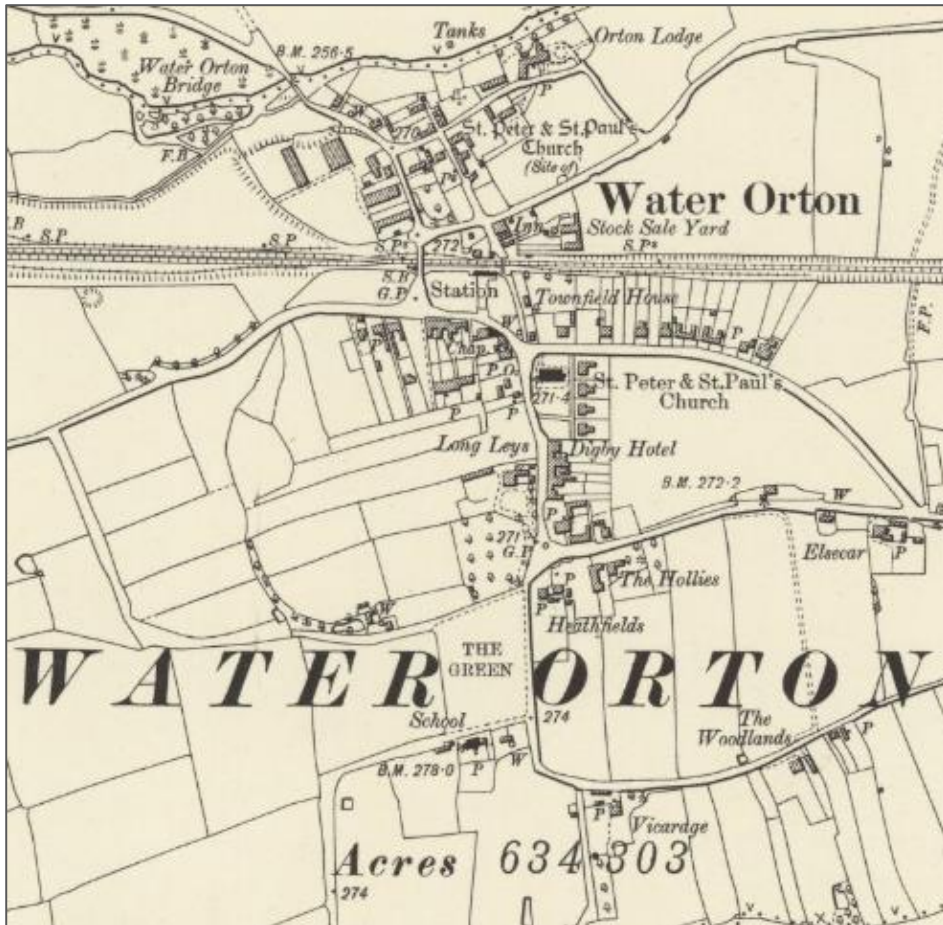 B.M. 256·5
Tanks
Orton Lodge
Water Orton
Bridge
P
270
St. Peter & St. Paul's
Church
(Site of)
F.B
P
Water Orton
Inn
Stock Sale Yard
B
S.P
S.P
S.Ps
272
S.Ps
S.B
G.P.
Station
Townfield House
F.P.
W
P
Chap.
P
P.O.
St. Peter & St. Paul's
Church
271·4
P
P
Long Leys
Digby Hotel
B.M. 272·2
W
P
271
G.P
Elsecar
P
P
The Hollies
P
W
Heathfields
THE
GREEN
WATER ORTON
School
274
The
Woodlands
P
B.M. 278·0
P
W
P
Vicarage
Acres 634·303
274